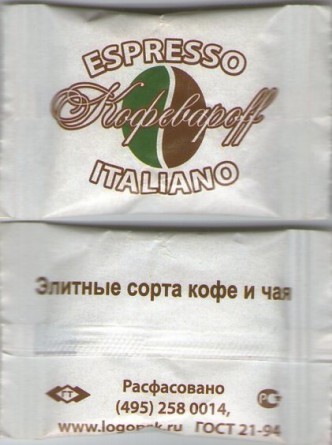 ESPRESSO
Кофевароff
ITALIANO
Элитные сорта кофе и чая
Расфасовано
(495) 258 0014,
www.logopak.ru ГОСТ 21-94